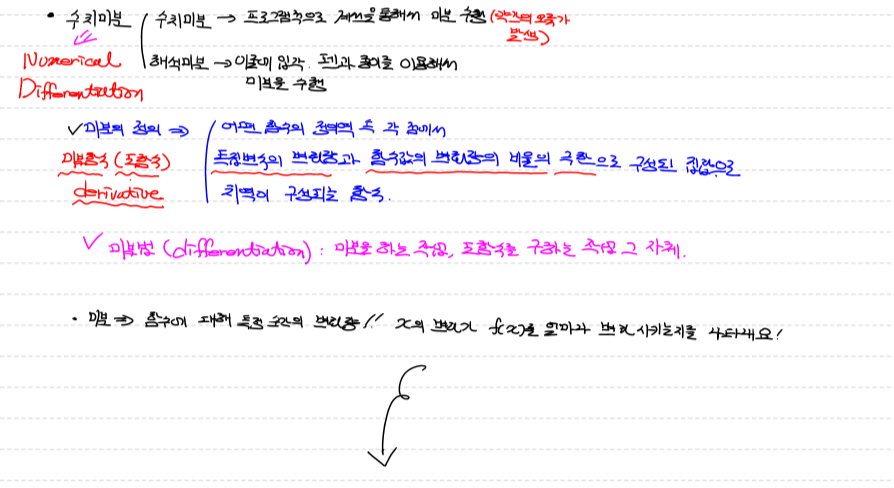 • 수치미분 ( 수치미분 → 프로그램적으로 계산을 통해서 미분 수행 (약간의 오류가 발생)
Numerical
Differentiation
해석미분 → 이론의 입각. 펜과 종이를 이용해서
미분을 수행
✓ 미분의 정의 ⇒ ( 어떤 함수의 정의역 속 각 점에서
미분함수 (도함수) 특정변수의 변화량과 함수값의 변화량의 비율의 극한으로 구성된 집합으로
derivative 치역이 구성되는 함수.
✓ 미분법 (differentiation) : 미분을 하는 작업, 도함수를 구하는 작업 그 자체.
• 미분 ⇒ 함수에 대해 특정 순간의 변화량!! x의 변화가 f(x)를 얼마나 변화시키는지를 나타내요!